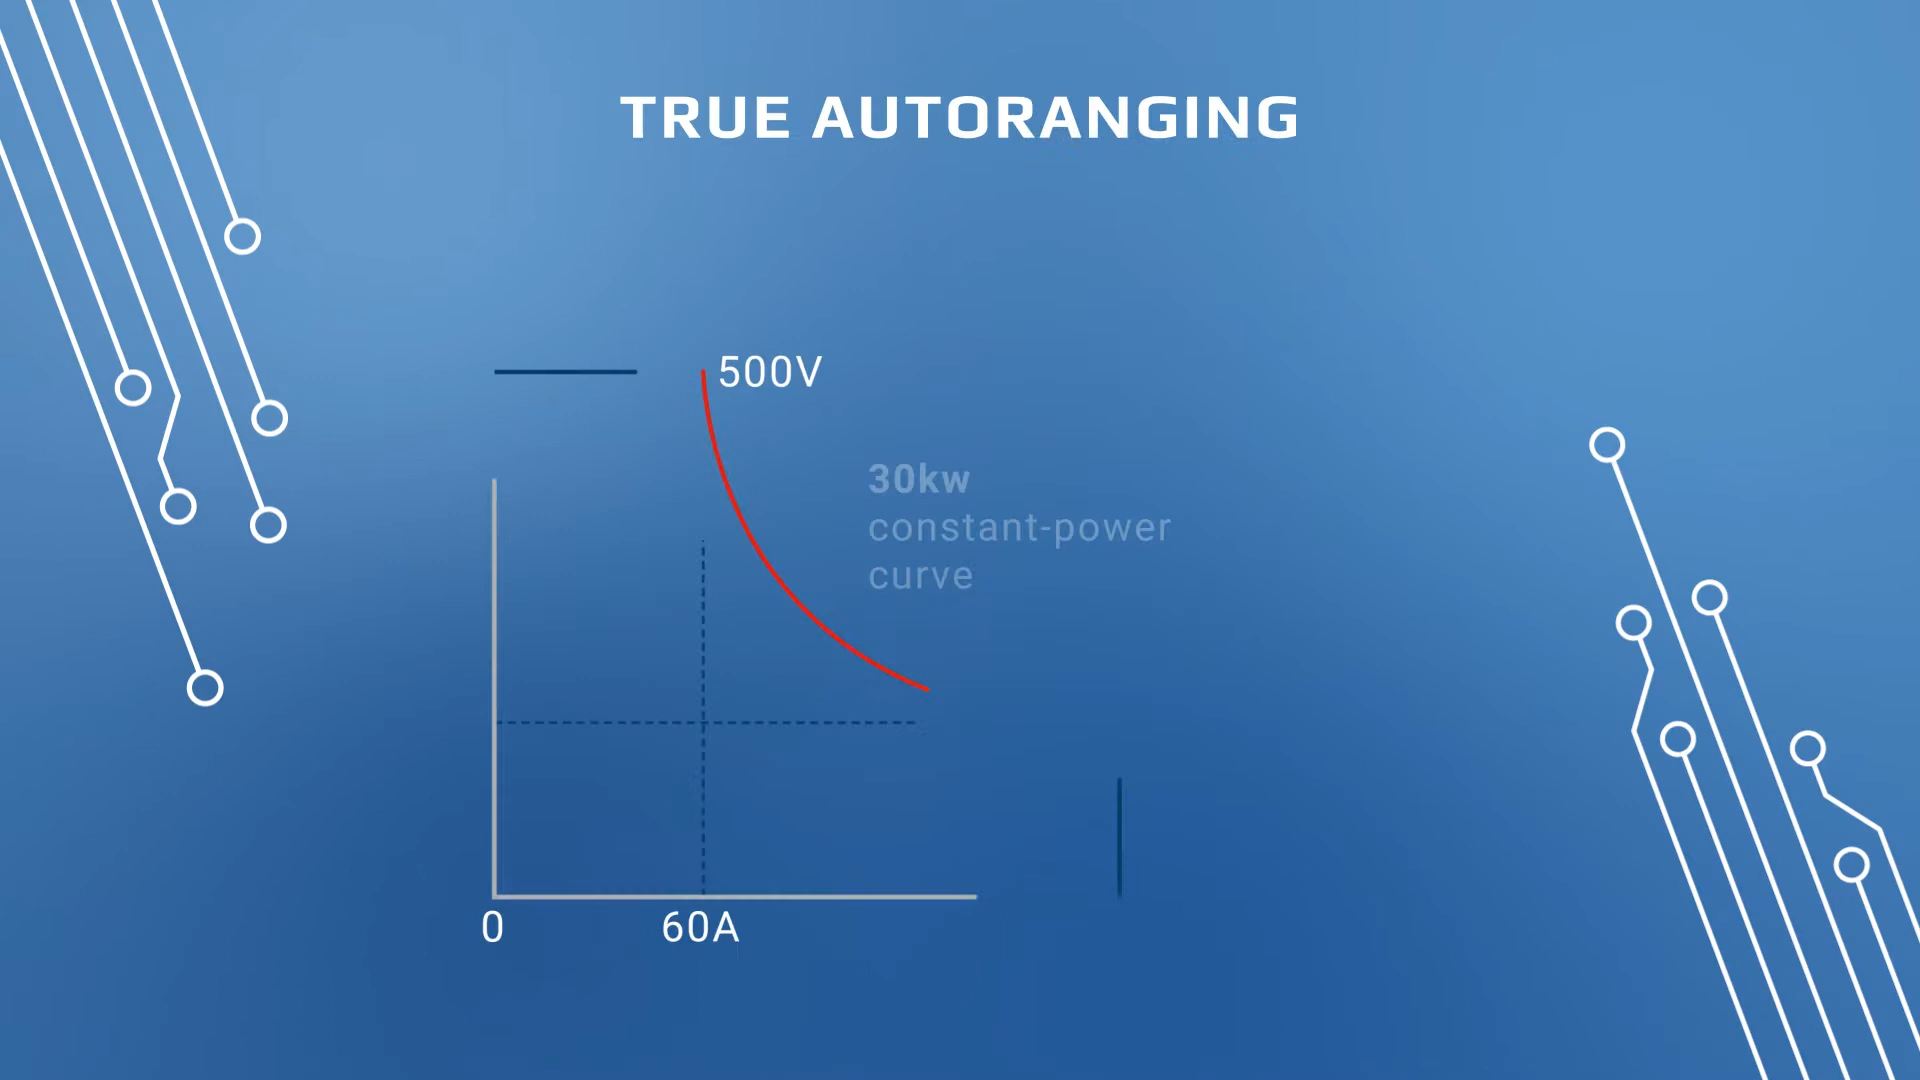 TRUE AUTORANGING
500V
30kw
constant-power
curve
0
60A